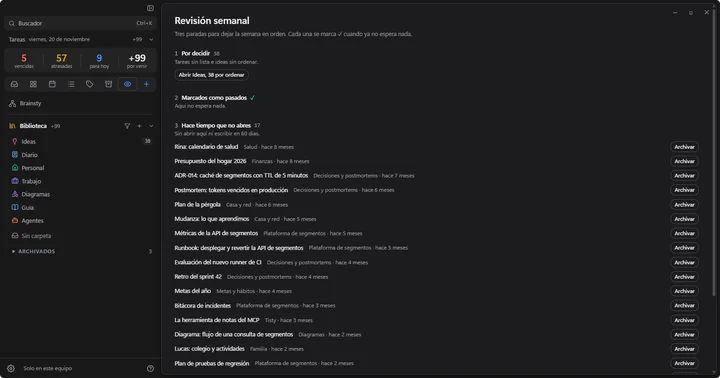 Buscador Ctrl+K
Tareas viernes, 20 de noviembre +99
5 57 9 +99
vencidas atrasadas para hoy por venir
Brainsty
Biblioteca +99
Ideas 38
Diario
Personal
Trabajo
Diagramas
Guia
Agentes
Sin carpeta
ARCHIVADOS 3
Solo en este equipo
Revisión semanal
Tres paradas para dejar la semana en orden. Cada una se marca ✓ cuando ya no espera nada.
1 Por decidir 38
Tareas sin lista e ideas sin ordenar.
Abrir Ideas, 38 por ordenar
2 Marcados como pasados ✓
Aquí no espera nada.
3 Hace tiempo que no abres 17
Sin abrir aquí ni escribir en 60 días.
Rina: calendario de salud Salud · hace 8 meses Archivar
Presupuesto del hogar 2026 Finanzas · hace 8 meses Archivar
ADR-014: caché de segmentos con TTL de 5 minutos Decisiones y postmortems · hace 7 meses Archivar
Postmortem: tokens vencidos en producción Decisiones y postmortems · hace 6 meses Archivar
Plan de la pérgola Casa y red · hace 6 meses Archivar
Mudanza: lo que aprendimos Casa y red · hace 5 meses Archivar
Métricas de la API de segmentos Plataforma de segmentos · hace 5 meses Archivar
Runbook: desplegar y revertir la API de segmentos Plataforma de segmentos · hace 5 meses Archivar
Evaluación del nuevo runner de CI Decisiones y postmortems · hace 4 meses Archivar
Retro del sprint 42 Decisiones y postmortems · hace 4 meses Archivar
Metas del año Metas y hábitos · hace 4 meses Archivar
Bitácora de incidentes Plataforma de segmentos · hace 3 meses Archivar
La herramienta de notas del MCP Tisty · hace 3 meses Archivar
Diagrama: flujo de una consulta de segmentos Diagramas · hace 2 meses Archivar
Lucas: colegio y actividades Familia · hace 2 meses Archivar
Plan de pruebas de regresión Plataforma de segmentos · hace 2 meses Archivar